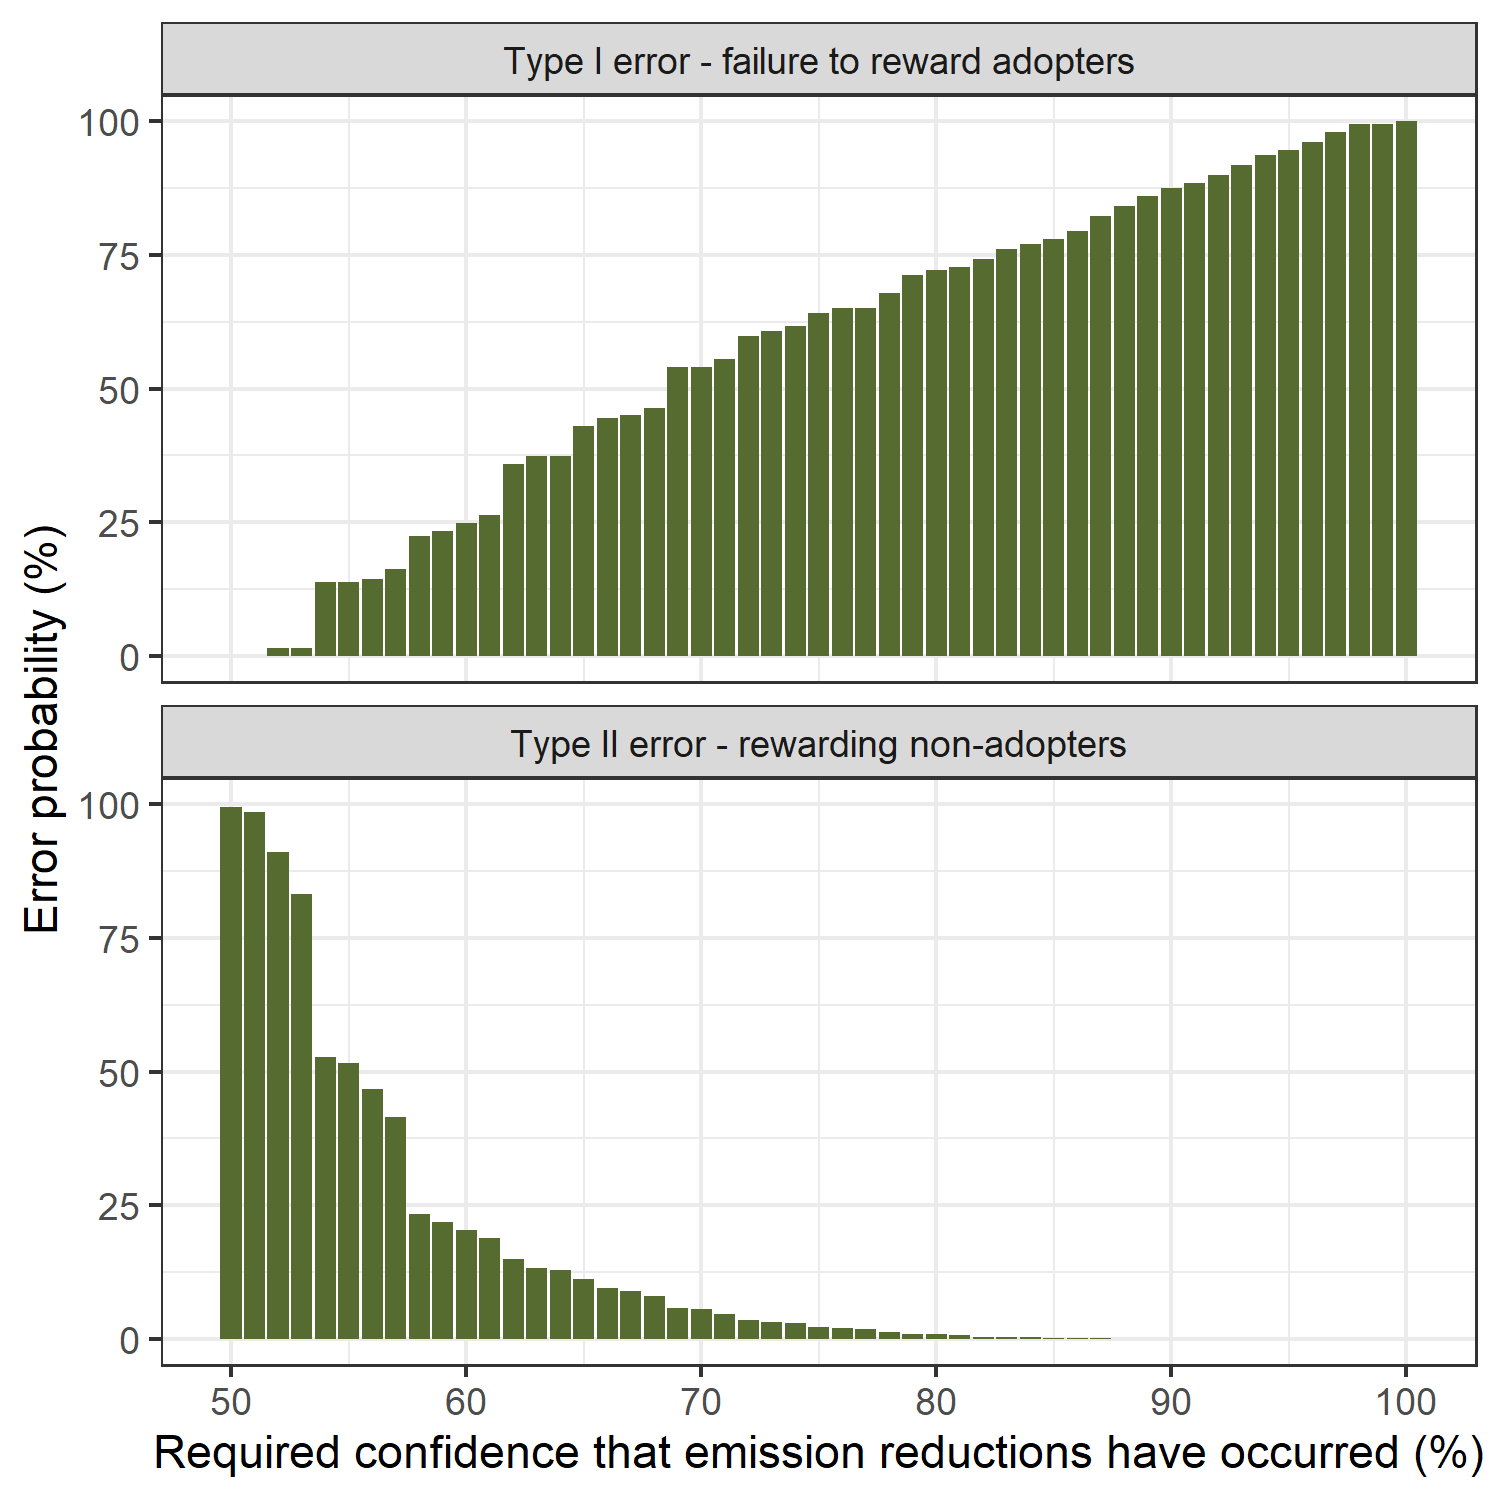 Type I error - failure to reward adopters
100
75
50
25
0
Type II error - rewarding non-adopters
100
75
50
25
0
Error probability (%)
50 60 70 80 90 100
Required confidence that emission reductions have occurred (%)